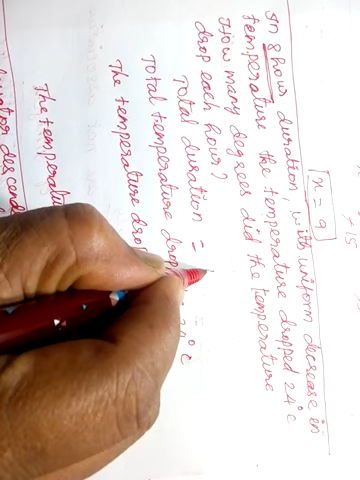 x = 9
In 8 hour duration, with uniform decrease in
temperature the temperature dropped 24°C
How many degrees did the temperature
drop each hour?
Total duration =
Total temperature drop 24°C
The temperature drop
The temperatu